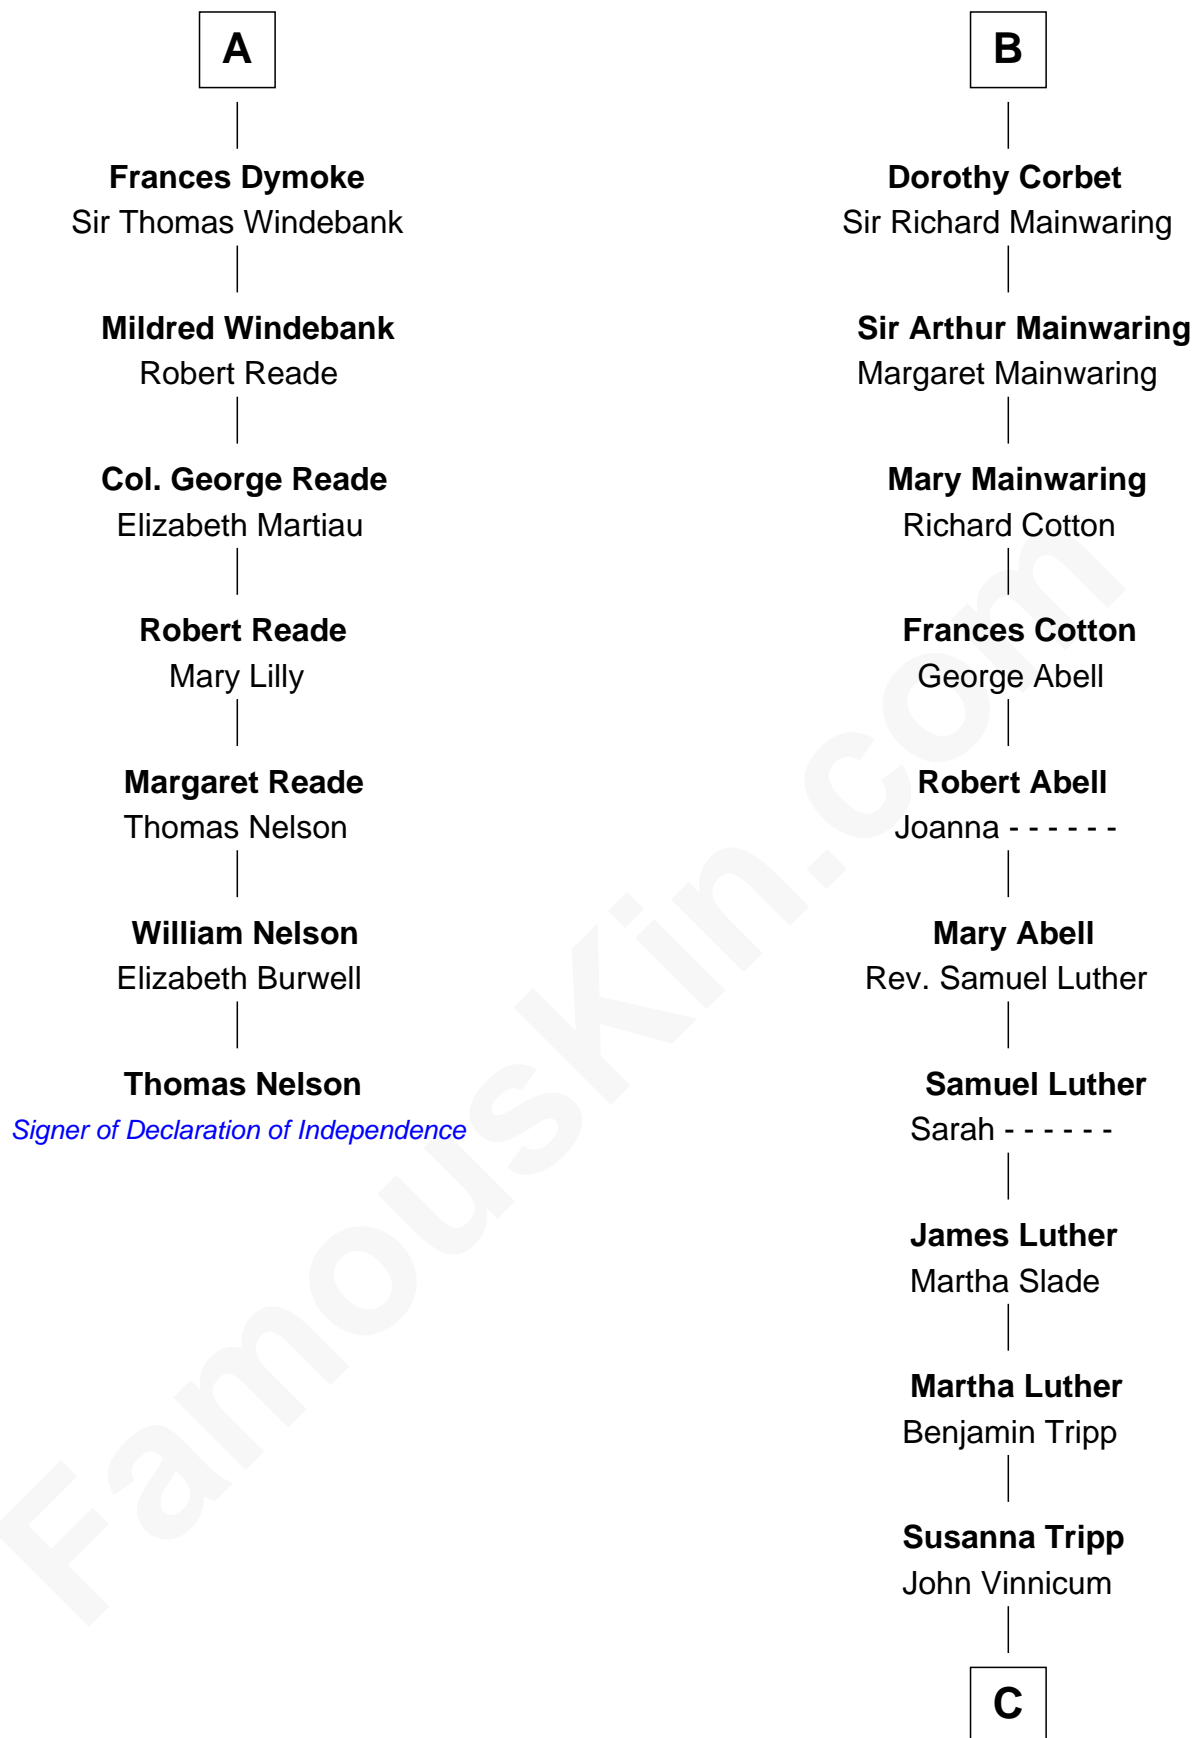 A
Frances Dymoke
Sir Thomas Windebank
Mildred Windebank
Robert Reade
Col. George Reade
Elizabeth Martiau
Robert Reade
Mary Lilly
Margaret Reade
Thomas Nelson
William Nelson
Elizabeth Burwell
Thomas Nelson
Signer of Declaration of Independence
B
Dorothy Corbet
Sir Richard Mainwaring
Sir Arthur Mainwaring
Margaret Mainwaring
Mary Mainwaring
Richard Cotton
Frances Cotton
George Abell
Robert Abell
Joanna - - - - - -
Mary Abell
Rev. Samuel Luther
Samuel Luther
Sarah - - - - - -
James Luther
Martha Slade
Martha Luther
Benjamin Tripp
Susanna Tripp
John Vinnicum
C
FamousKin.com